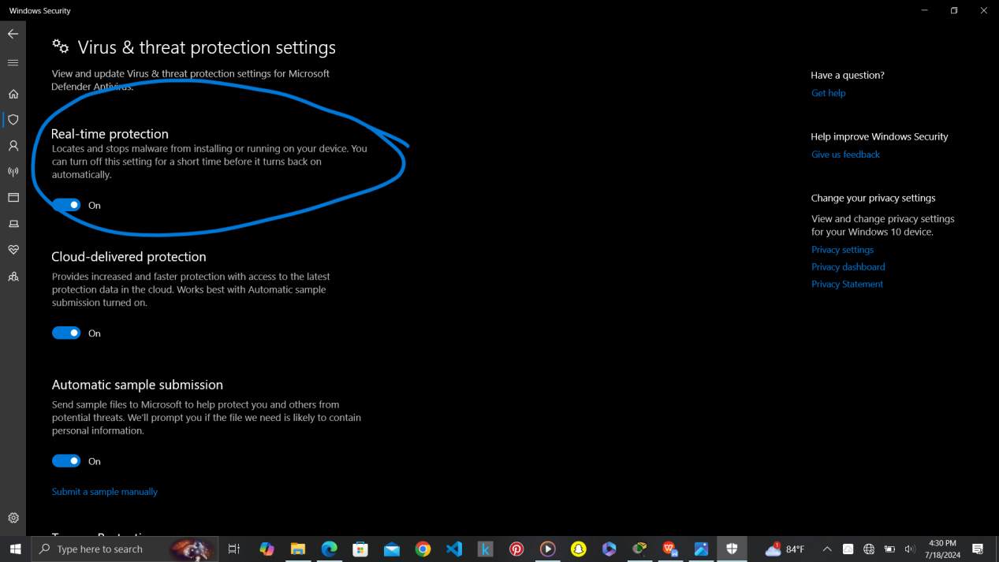 Windows Security
Virus & threat protection settings
View and update Virus & threat protection settings for Microsoft
Defender Antivirus.
Real-time protection
Locates and stops malware from installing or running on your device. You
can turn off this setting for a short time before it turns back on
automatically.
On
Cloud-delivered protection
Provides increased and faster protection with access to the latest
protection data in the cloud. Works best with Automatic sample
submission turned on.
On
Automatic sample submission
Send sample files to Microsoft to help protect you and others from
potential threats. We'll prompt you if the file we need is likely to contain
personal information.
On
Submit a sample manually
Have a question?
Get help
Help improve Windows Security
Give us feedback
Change your privacy settings
View and change privacy settings
for your Windows 10 device.
Privacy settings
Privacy dashboard
Privacy Statement
Type here to search
k
1
84°F
4:30 PM
7/18/2024